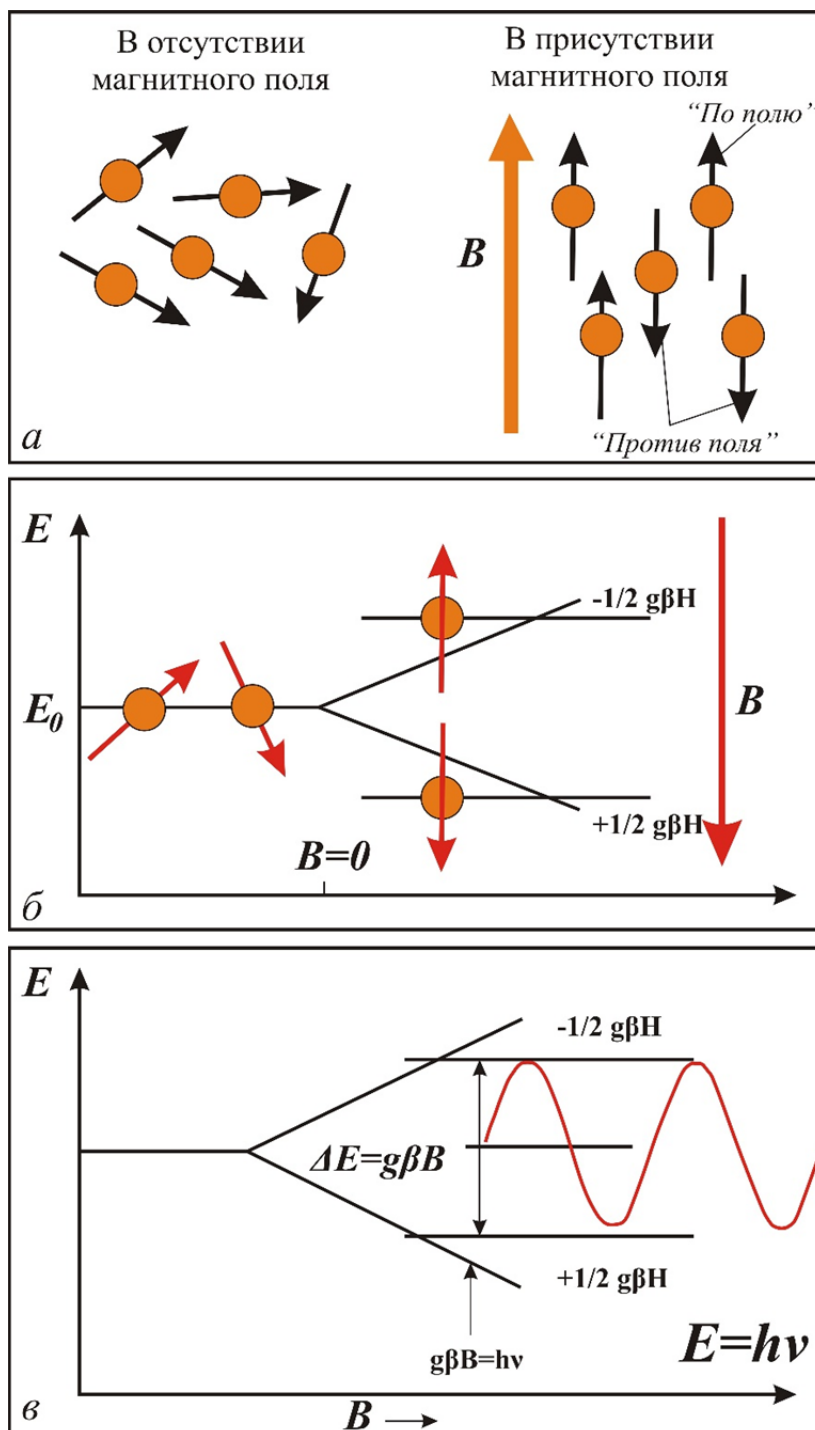 В отсутствии
магнитного поля
В присутствии
магнитного поля
“По полю”
B
“Против поля”
а
E
-1/2 gβH
E₀
B
+1/2 gβH
B=0
б
E
-1/2 gβH
ΔE=gβB
+1/2 gβH
E=hν
gβB=hν
B
в